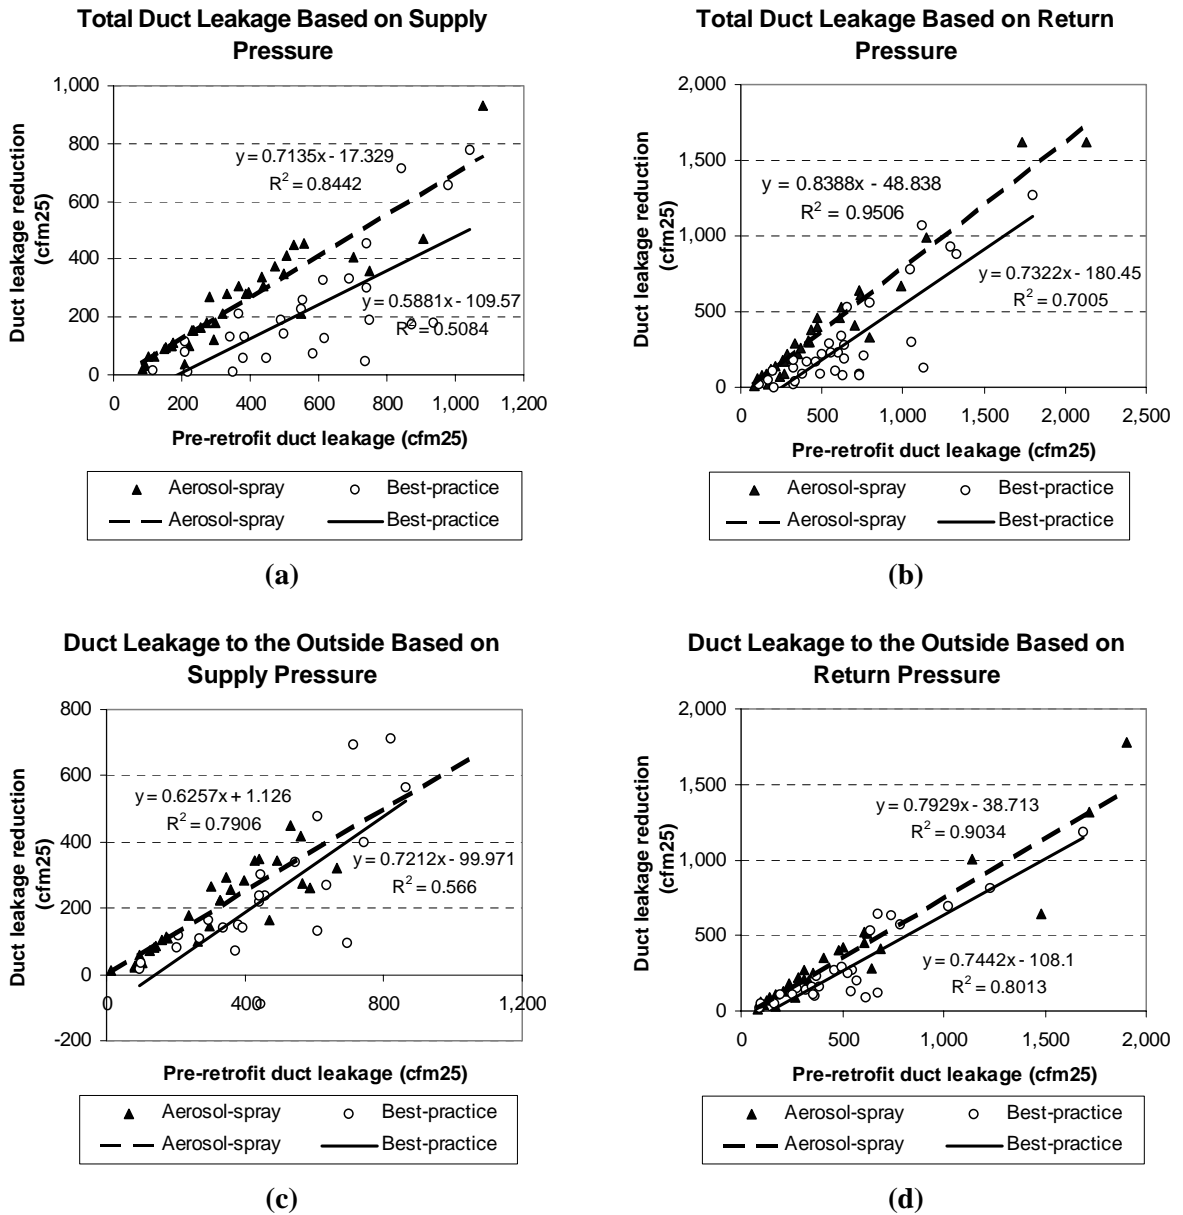 Total Duct Leakage Based on Supply
Pressure
Duct leakage reduction
(cfm25)
1,000
800
600
400
200
0
y = 0.7135x - 17.329
R² = 0.8442
0.5881x - 109.57
R² = 0.5084
0 200 400 600 800 1,000 1,200
Pre-retrofit duct leakage (cfm25)
Aerosol-spray Best-practice
Aerosol-spray Best-practice
(a)
Total Duct Leakage Based on Return
Pressure
Duct leakage reduction
(cfm25)
2,000
1,500
1,000
500
0
y = 0.8388x - 48.838
R² = 0.9506
y = 0.7322x - 180.45
R² = 0.7005
0 500 1,000 1,500 2,000 2,500
Pre-retrofit duct leakage (cfm25)
Aerosol-spray Best-practice
Aerosol-spray Best-practice
(b)
Duct Leakage to the Outside Based on
Supply Pressure
Duct leakage reduction
(cfm25)
800
600
400
200
0
-200
y = 0.6257x + 1.126
R² = 0.7906
y = 0.7212x - 99.971
R² = 0.566
0 400 800 1,200
Pre-retrofit duct leakage (cfm25)
Aerosol-spray Best-practice
Aerosol-spray Best-practice
(c)
Duct Leakage to the Outside Based on
Return Pressure
Duct leakage reduction
(cfm25)
2,000
1,500
1,000
500
0
y = 0.7929x - 38.713
R² = 0.9034
y = 0.7442x - 108.1
R² = 0.8013
0 500 1,000 1,500 2,000
Pre-retrofit duct leakage (cfm25)
Aerosol-spray Best-practice
Aerosol-spray Best-practice
(d)